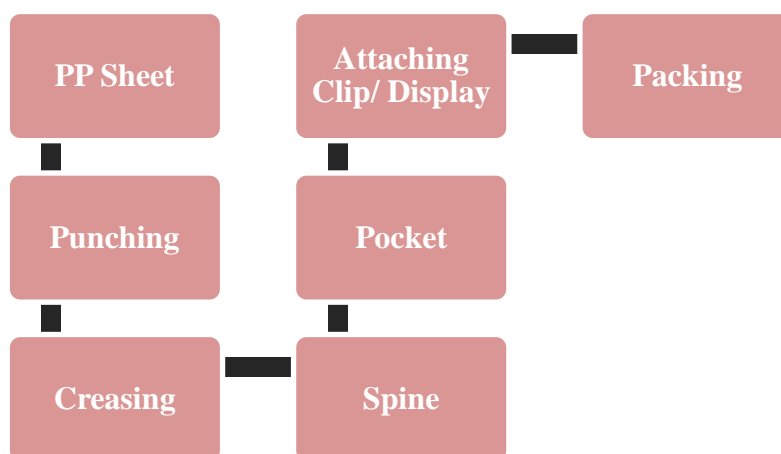 PP Sheet
Punching
Creasing
Spine
Pocket
Attaching
Clip/ Display
Packing